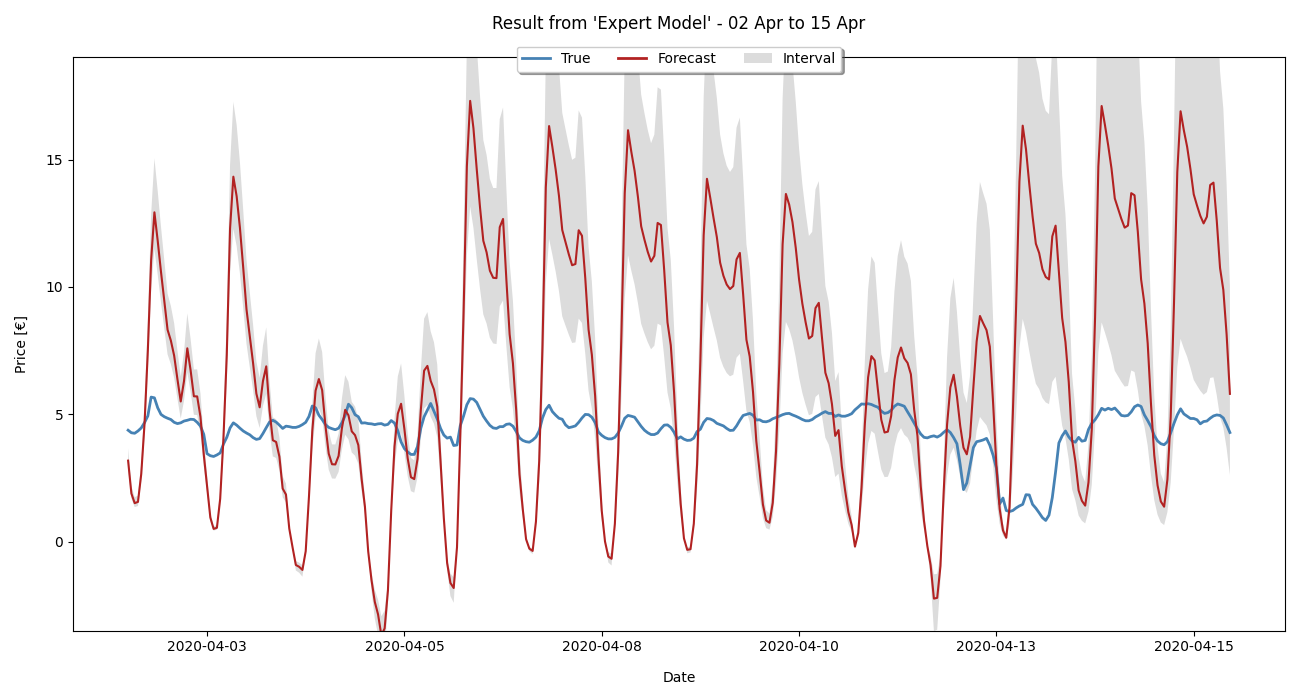 Result from 'Expert Model' - 02 Apr to 15 Apr
True Forecast Interval
15
10
5
0
Price [€]
2020-04-03 2020-04-05 2020-04-08 2020-04-10 2020-04-13 2020-04-15
Date